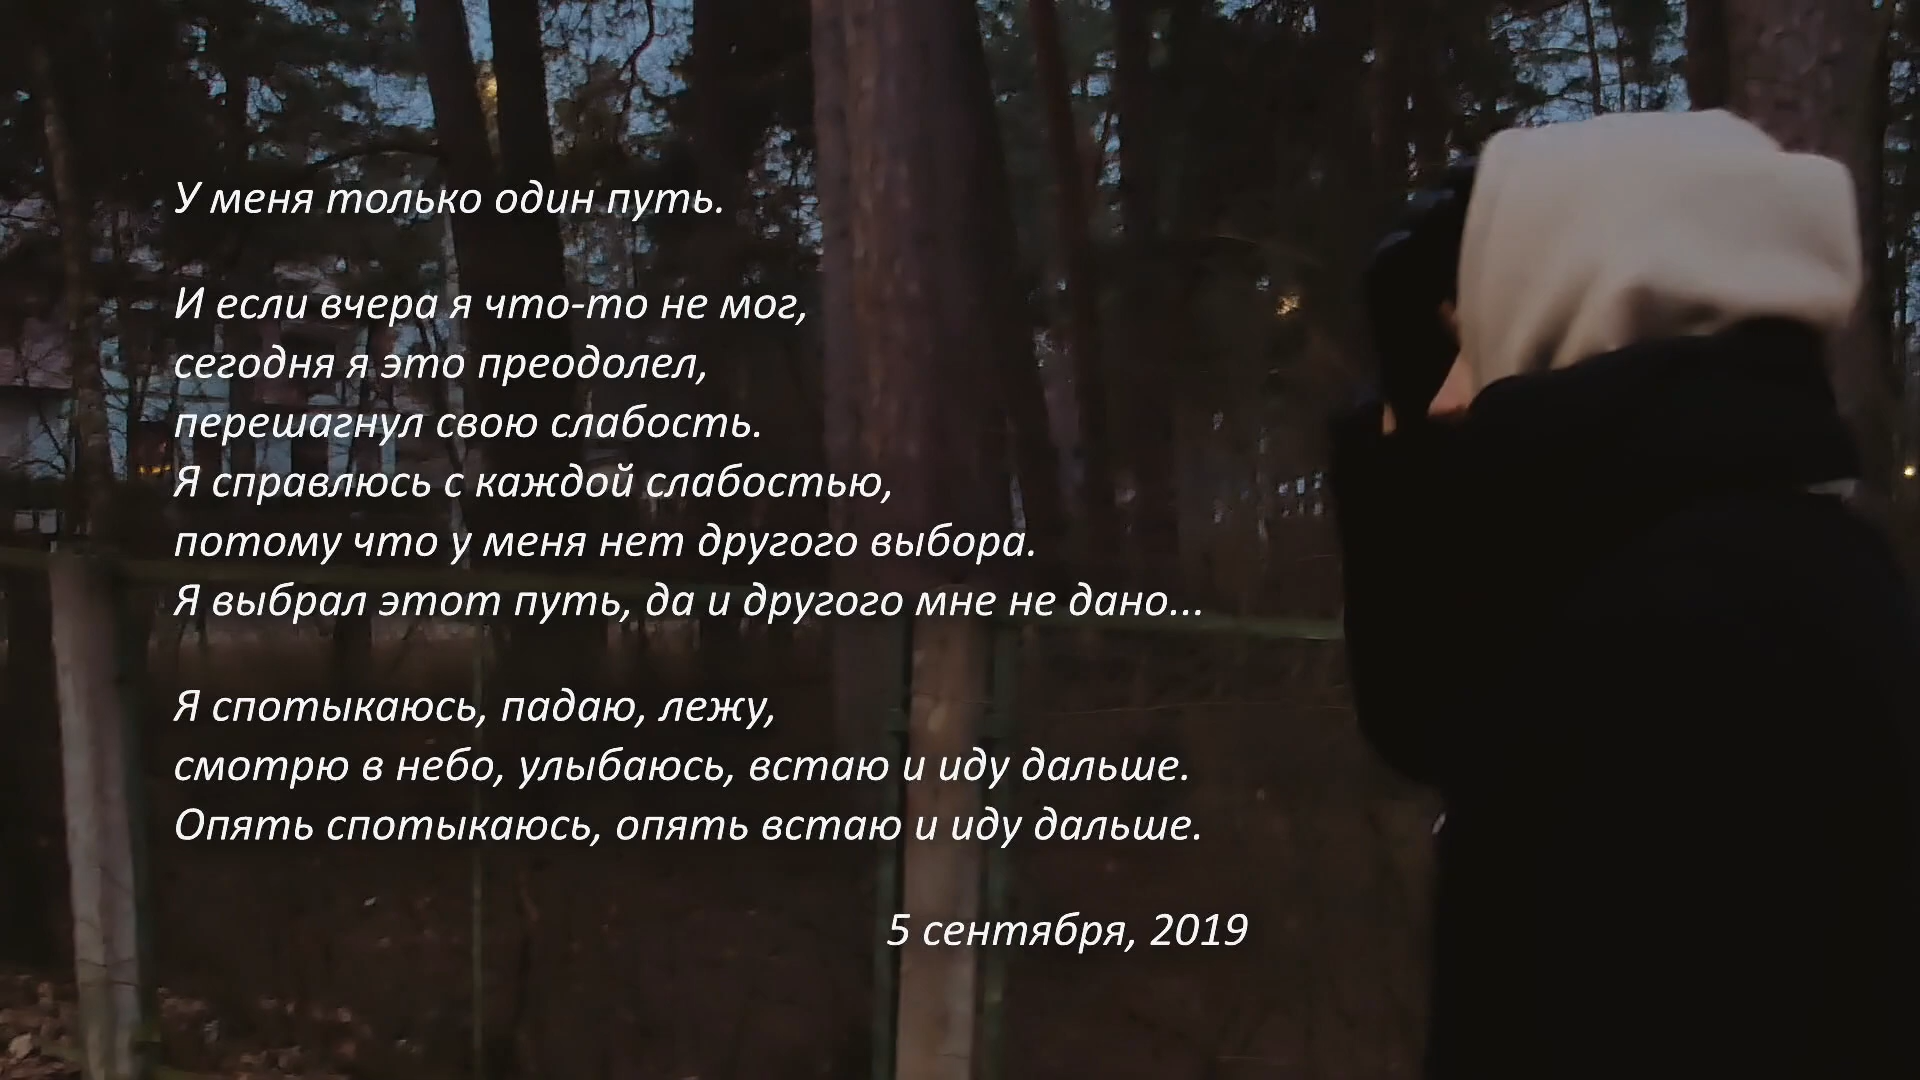 У меня только один путь.
И если вчера я что-то не мог,
сегодня я это преодолел,
перешагнул свою слабость.
Я справлюсь с каждой слабостью,
потому что у меня нет другого выбора.
Я выбрал этот путь, да и другого мне не дано...
Я спотыкаюсь, падаю, лежу,
смотрю в небо, улыбаюсь, встаю и иду дальше.
Опять спотыкаюсь, опять встаю и иду дальше.
5 сентября, 2019